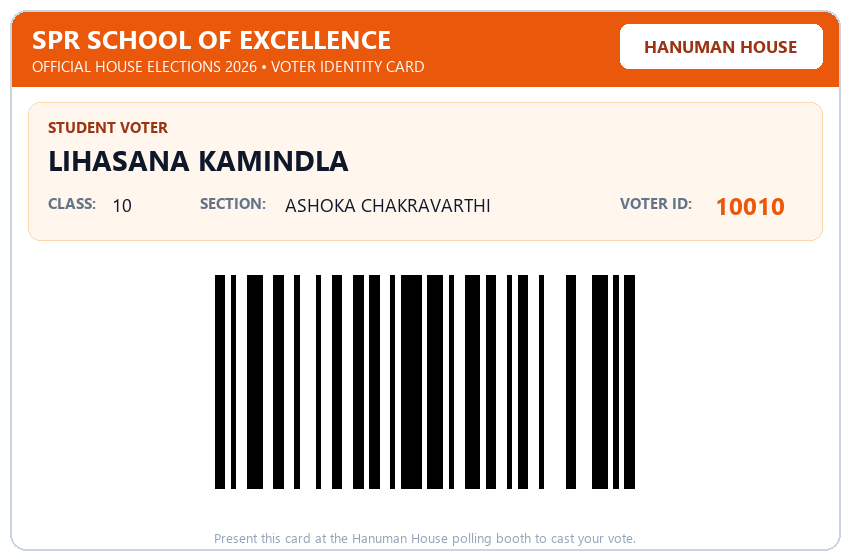 SPR SCHOOL OF EXCELLENCE
OFFICIAL HOUSE ELECTIONS 2026 • VOTER IDENTITY CARD
HANUMAN HOUSE
STUDENT VOTER
LIHASANA KAMINDLA
CLASS: 10 SECTION: ASHOKA CHAKRAVARTHI VOTER ID: 10010
Present this card at the Hanuman House polling booth to cast your vote.